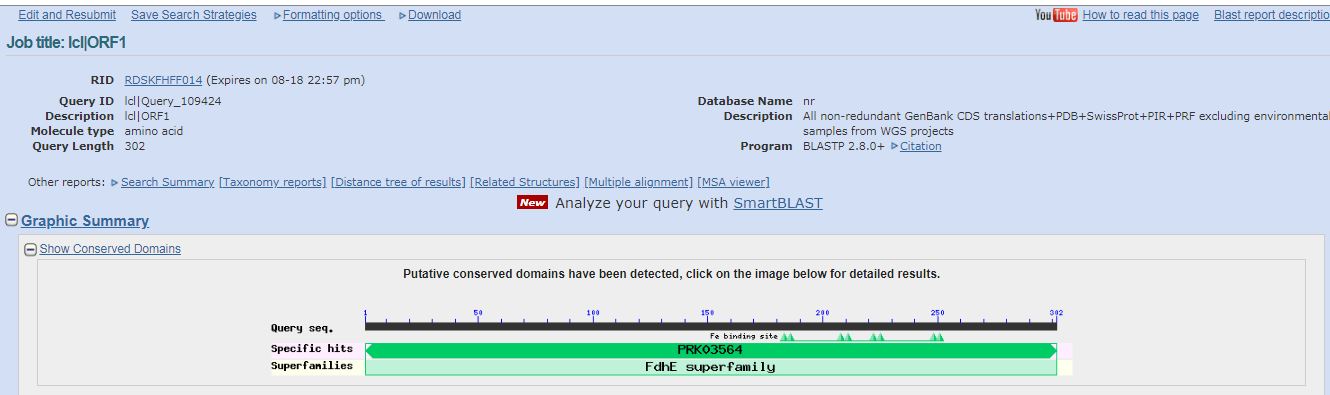 Edit and Resubmit Save Search Strategies Formatting options Download YouTube How to read this page Blast report descriptio
Job title: lcl|ORF1
RID RDSKFHFF014 (Expires on 08-18 22:57 pm)
Query ID lcl|Query_109424 Database Name nr
Description lcl|ORF1 Description All non-redundant GenBank CDS translations+PDB+SwissProt+PIR+PRF excluding environmental
Molecule type amino acid samples from WGS projects
Query Length 302 Program BLASTP 2.8.0+ Citation
Other reports: Search Summary [Taxonomy reports] [Distance tree of results] [Related Structures] [Multiple alignment] [MSA viewer]
New Analyze your query with SmartBLAST
Graphic Summary
Show Conserved Domains
Putative conserved domains have been detected, click on the image below for detailed results.
1 50 100 150 200 250 302
Query seq.
Fe binding site
Specific hits PRK03564
Superfamilies FdhE superfamily